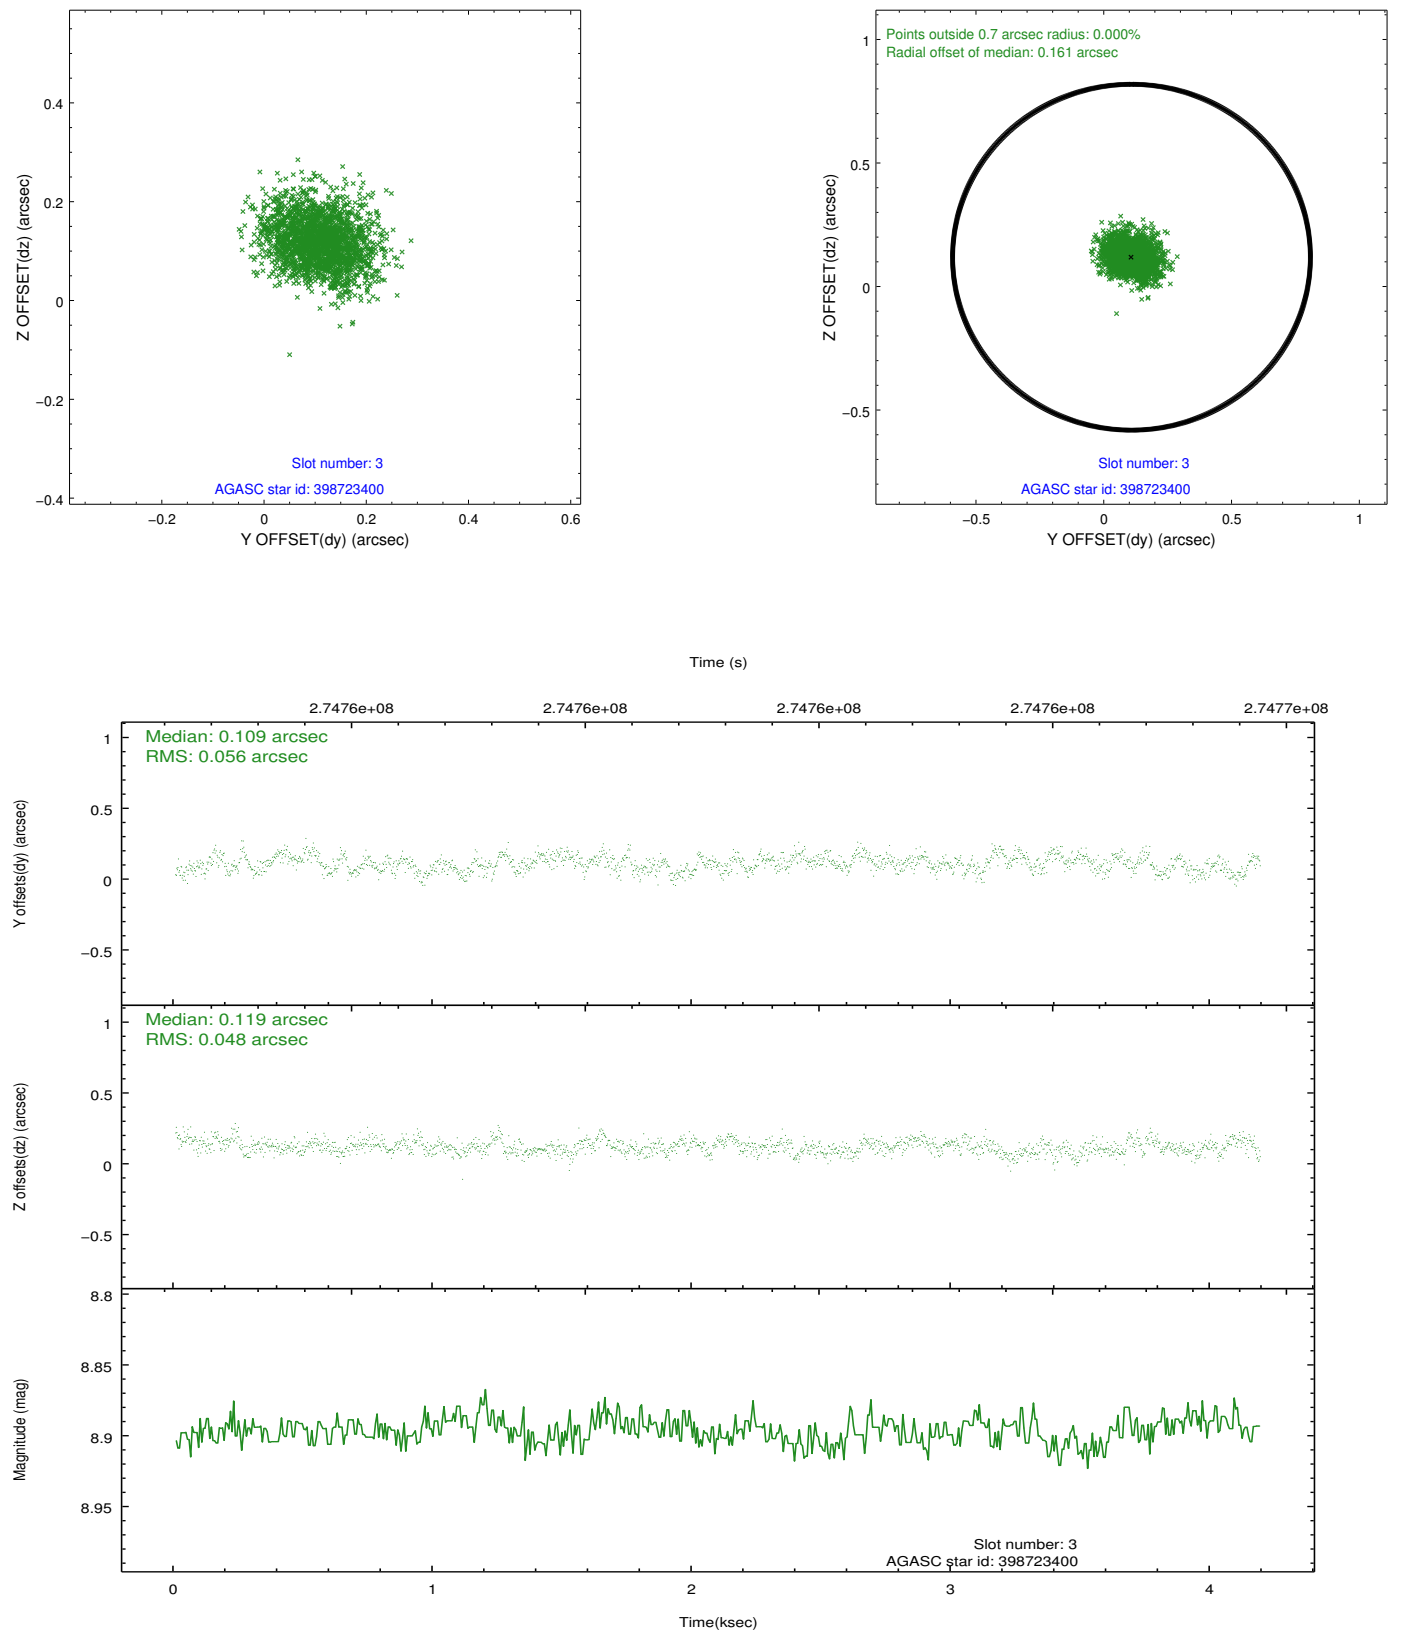 0.4
0.2
0
−0.2
−0.4
Z OFFSET(dz) (arcsec)
Slot number: 3
AGASC star id: 398723400
−0.2 0 0.2 0.4 0.6
Y OFFSET(dy) (arcsec)
Points outside 0.7 arcsec radius: 0.000%
Radial offset of median: 0.161 arcsec
1
0.5
0
−0.5
Z OFFSET(dz) (arcsec)
Slot number: 3
AGASC star id: 398723400
−0.5 0 0.5 1
Y OFFSET(dy) (arcsec)
Time (s)
2.7476e+08 2.7476e+08 2.7476e+08 2.7476e+08 2.7477e+08
Median: 0.109 arcsec
RMS: 0.056 arcsec
1
0.5
0
−0.5
Y offsets(dy) (arcsec)
Median: 0.119 arcsec
RMS: 0.048 arcsec
1
0.5
0
−0.5
Z offsets(dz) (arcsec)
8.8
8.85
8.9
8.95
Magnitude (mag)
Slot number: 3
AGASC star id: 398723400
0 1 2 3 4
Time(ksec)